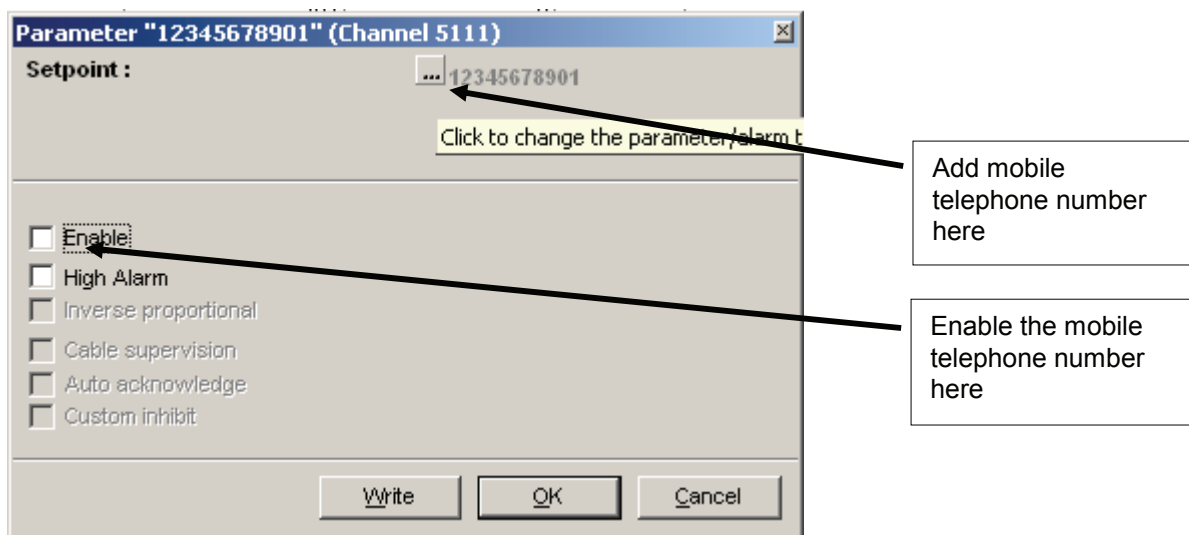 Parameter "12345678901" (Channel 5111)
Setpoint :
... 12345678901
Click to change the parameter/alarm t
Add mobile
telephone number
here
Enable
High Alarm
Inverse proportional
Cable supervision
Auto acknowledge
Custom inhibit
Enable the mobile
telephone number
here
Write
OK
Cancel